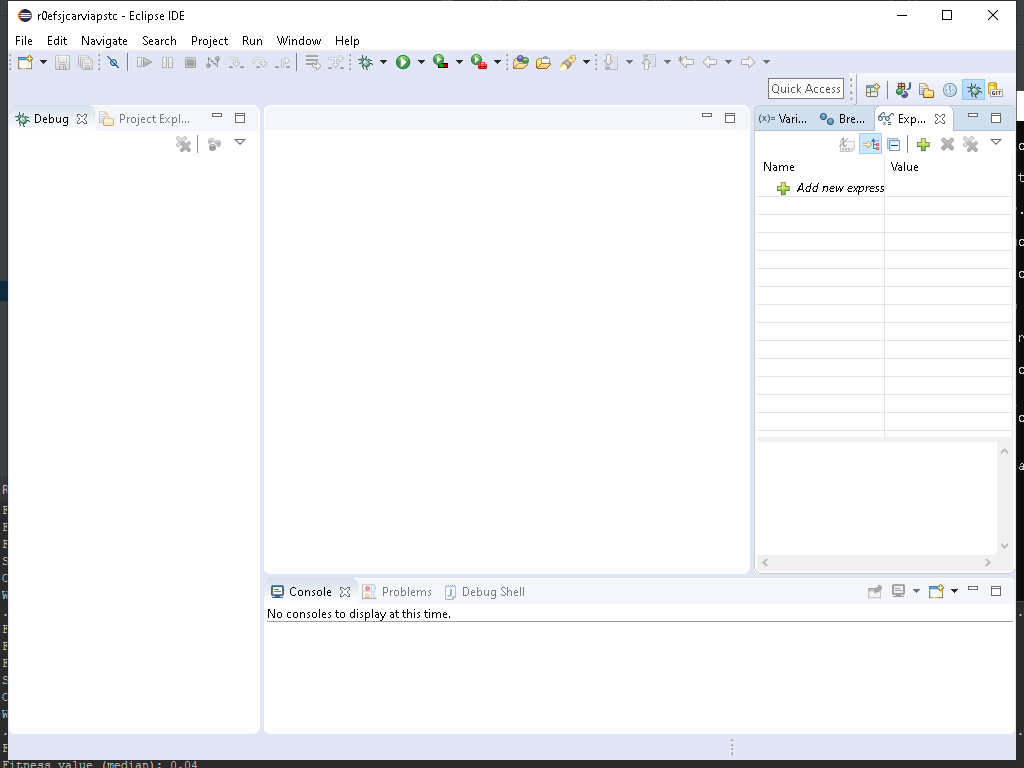 r0efsjcarviapstc - Eclipse IDE
File Edit Navigate Search Project Run Window Help
Quick Access
Debug Project Expl...
(x)= Vari... Bre... Exp...
Name Value
Add new express
Console Problems Debug Shell
No consoles to display at this time.
Fitness value (median): 0.04